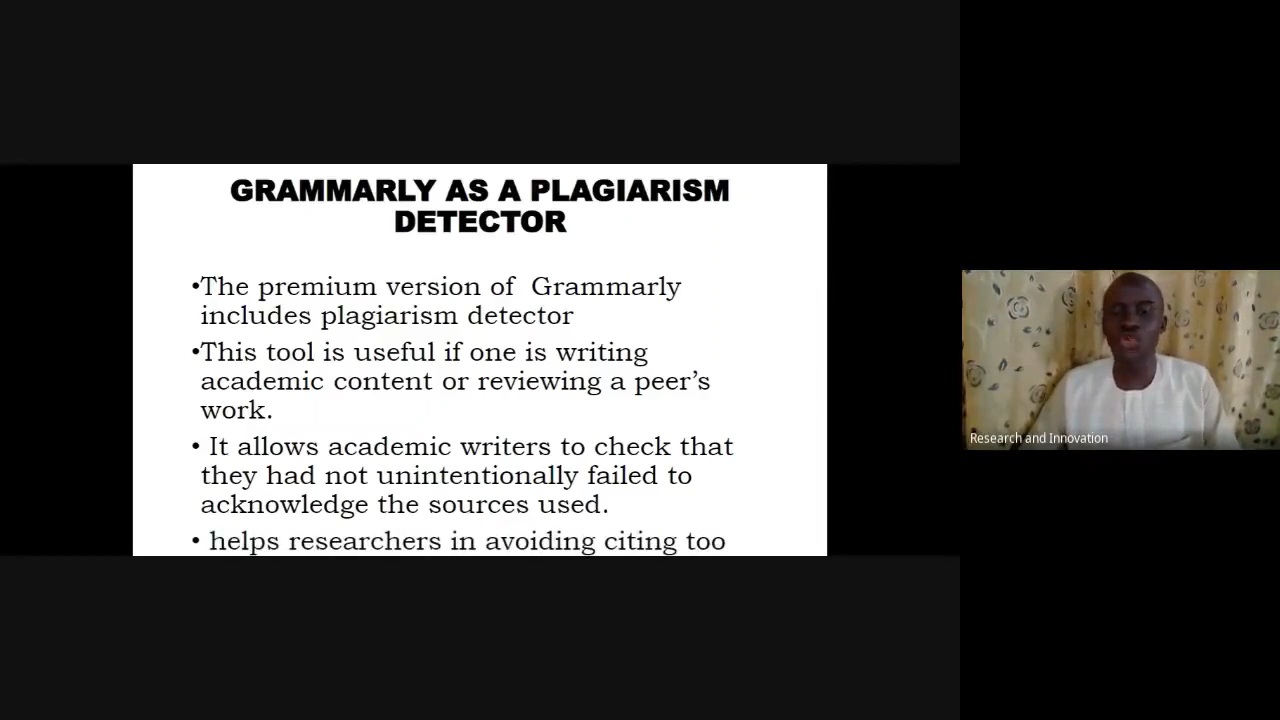 GRAMMARLY AS A PLAGIARISM
DETECTOR
•The premium version of  Grammarly
includes plagiarism detector
•This tool is useful if one is writing
academic content or reviewing a peer’s
work.
• It allows academic writers to check that
they had not unintentionally failed to
acknowledge the sources used.
• helps researchers in avoiding citing too
Research and Innovation